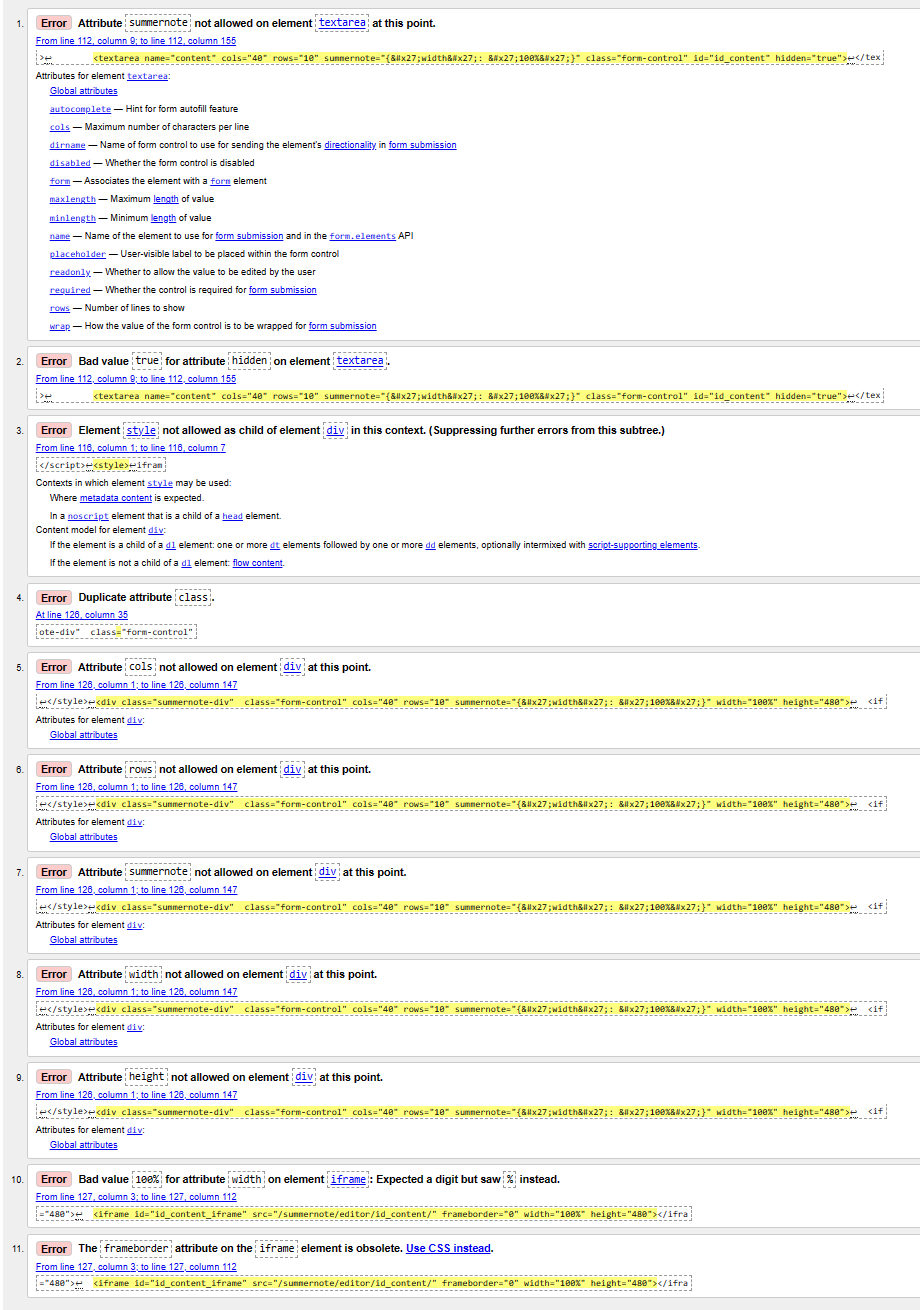 1. Error Attribute summernote not allowed on element textarea at this point.
From line 112, column 9; to line 112, column 155
>↩ <textarea name="content" cols="40" rows="10" summernote="{&#x27;width&#x27;: &#x27;100%&#x27;}" class="form-control" id="id_content" hidden="true">↩</tex
Attributes for element textarea:
Global attributes
autocomplete — Hint for form autofill feature
cols — Maximum number of characters per line
dirname — Name of form control to use for sending the element's directionality in form submission
disabled — Whether the form control is disabled
form — Associates the element with a form element
maxlength — Maximum length of value
minlength — Minimum length of value
name — Name of the element to use for form submission and in the form.elements API
placeholder — User-visible label to be placed within the form control
readonly — Whether to allow the value to be edited by the user
required — Whether the control is required for form submission
rows — Number of lines to show
wrap — How the value of the form control is to be wrapped for form submission
2. Error Bad value true for attribute hidden on element textarea.
From line 112, column 9; to line 112, column 155
>↩ <textarea name="content" cols="40" rows="10" summernote="{&#x27;width&#x27;: &#x27;100%&#x27;}" class="form-control" id="id_content" hidden="true">↩</tex
3. Error Element style not allowed as child of element div in this context. (Suppressing further errors from this subtree.)
From line 116, column 1; to line 116, column 7
</script>↩<style>↩ifram
Contexts in which element style may be used:
Where metadata content is expected.
In a noscript element that is a child of a head element.
Content model for element div:
If the element is a child of a dl element: one or more dt elements followed by one or more dd elements, optionally intermixed with script-supporting elements.
If the element is not a child of a dl element: flow content.
4. Error Duplicate attribute class.
At line 126, column 35
ote-div" class="form-control"
5. Error Attribute cols not allowed on element div at this point.
From line 126, column 1; to line 126, column 147
↩</style>↩<div class="summernote-div" class="form-control" cols="40" rows="10" summernote="{&#x27;width&#x27;: &#x27;100%&#x27;}" width="100%" height="480">↩ <if
Attributes for element div:
Global attributes
6. Error Attribute rows not allowed on element div at this point.
From line 126, column 1; to line 126, column 147
↩</style>↩<div class="summernote-div" class="form-control" cols="40" rows="10" summernote="{&#x27;width&#x27;: &#x27;100%&#x27;}" width="100%" height="480">↩ <if
Attributes for element div:
Global attributes
7. Error Attribute summernote not allowed on element div at this point.
From line 126, column 1; to line 126, column 147
↩</style>↩<div class="summernote-div" class="form-control" cols="40" rows="10" summernote="{&#x27;width&#x27;: &#x27;100%&#x27;}" width="100%" height="480">↩ <if
Attributes for element div:
Global attributes
8. Error Attribute width not allowed on element div at this point.
From line 126, column 1; to line 126, column 147
↩</style>↩<div class="summernote-div" class="form-control" cols="40" rows="10" summernote="{&#x27;width&#x27;: &#x27;100%&#x27;}" width="100%" height="480">↩ <if
Attributes for element div:
Global attributes
9. Error Attribute height not allowed on element div at this point.
From line 126, column 1; to line 126, column 147
↩</style>↩<div class="summernote-div" class="form-control" cols="40" rows="10" summernote="{&#x27;width&#x27;: &#x27;100%&#x27;}" width="100%" height="480">↩ <if
Attributes for element div:
Global attributes
10. Error Bad value 100% for attribute width on element iframe: Expected a digit but saw % instead.
From line 127, column 3; to line 127, column 112
="480">↩ <iframe id="id_content_iframe" src="/summernote/editor/id_content/" frameborder="0" width="100%" height="480"></ifra
11. Error The frameborder attribute on the iframe element is obsolete. Use CSS instead.
From line 127, column 3; to line 127, column 112
="480">↩ <iframe id="id_content_iframe" src="/summernote/editor/id_content/" frameborder="0" width="100%" height="480"></ifra